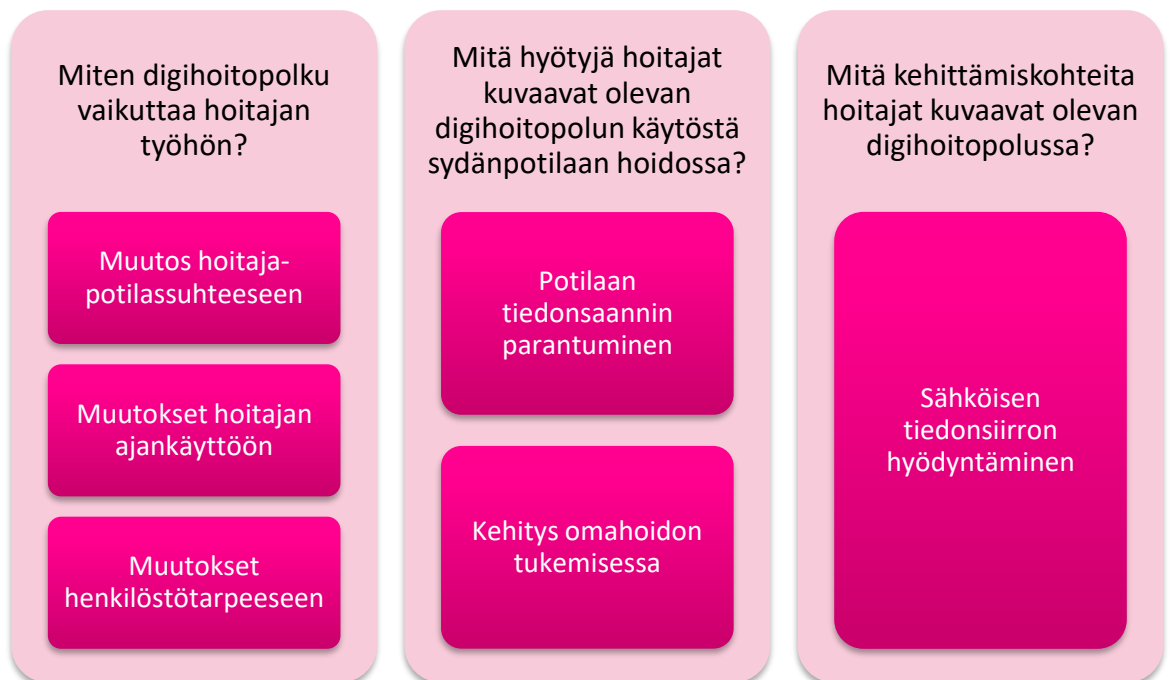 Miten digihoitopolku
vaikuttaa hoitajan
työhön?
Muutos hoitaja-
potilassuhteeseen
Muutokset hoitajan
ajankäyttöön
Muutokset
henkilöstötarpeeseen
Mitä hyötyjä hoitajat
kuvaavat olevan
digihoitopolun käytöstä
sydänpotilaan hoidossa?
Potilaan
tiedonsaannin
parantuminen
Kehitys omahoidon
tukemisessa
Mitä kehittämiskohteita
hoitajat kuvaavat olevan
digihoitopolussa?
Sähköisen
tiedonsiirron
hyödyntäminen